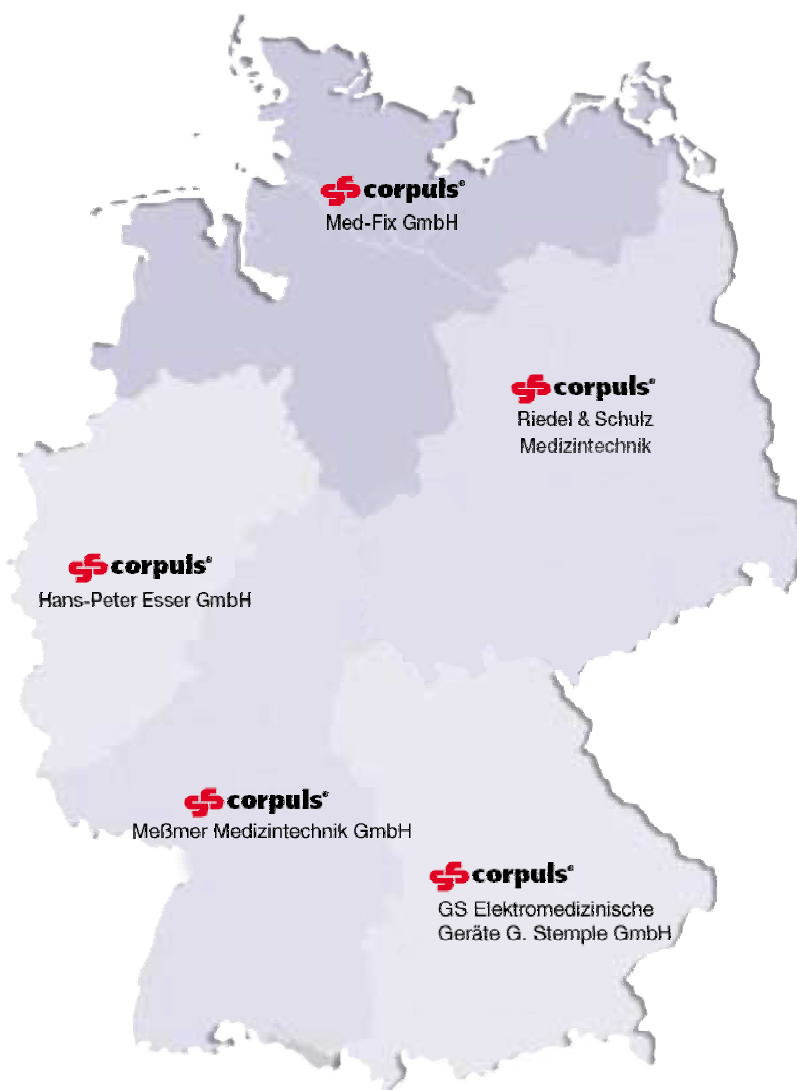 corpuls®
Med-Fix GmbH
corpuls®
Riedel & Schulz
Medizintechnik
corpuls®
Hans-Peter Esser GmbH
corpuls®
Meßmer Medizintechnik GmbH
corpuls®
GS Elektromedizinische
Geräte G. Stemple GmbH